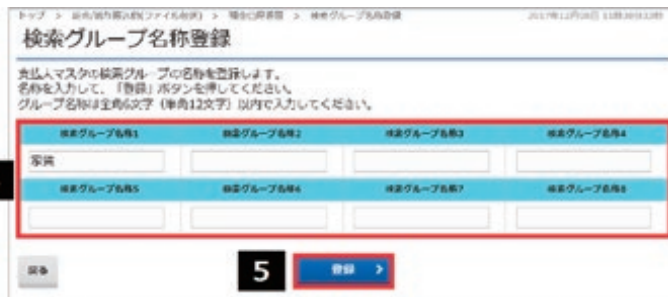 検索グループ名称登録
支払人マスタの検索グループの名称を登録します。
名称を入力して、「登録」ボタンを押してください。
グループ名称は全角6文字(半角12文字)以内で入力してください。
検索グループ名称1 検索グループ名称2 検索グループ名称3 検索グループ名称4
家賃
検索グループ名称5 検索グループ名称6 検索グループ名称7 検索グループ名称8
戻る
5
登録